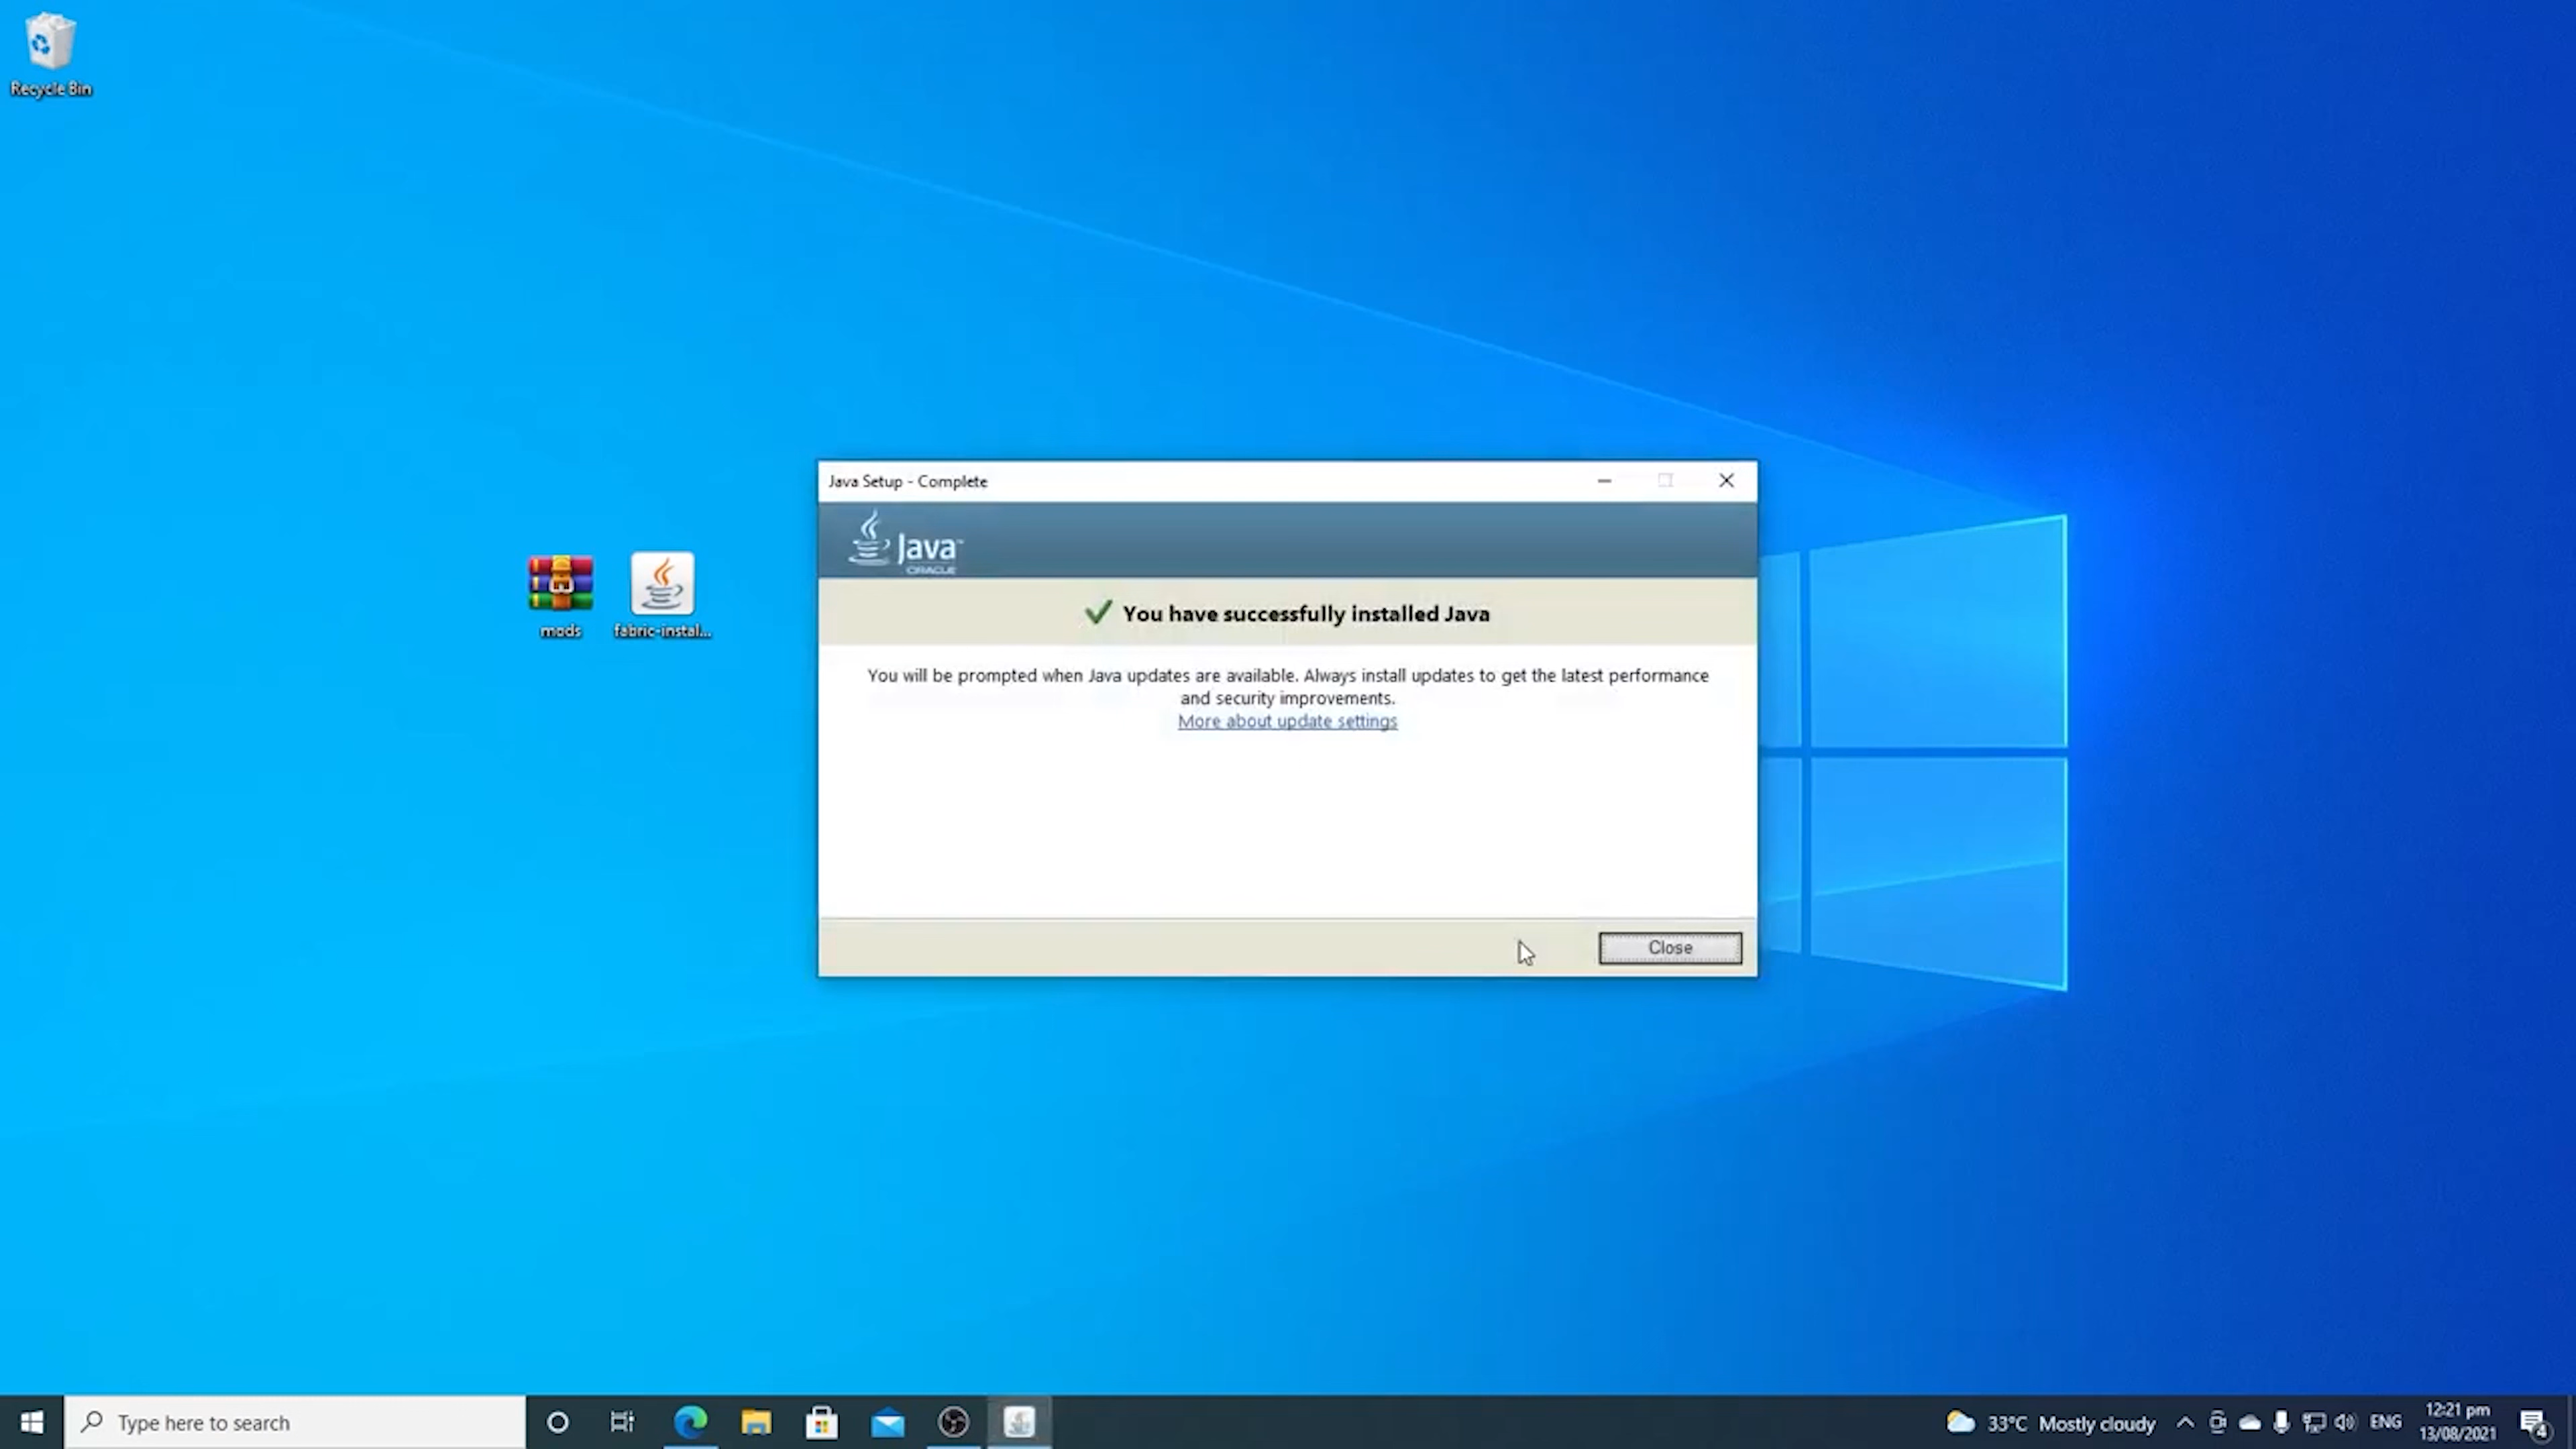 Recycle Bin
mods
fabric-instal...
Java Setup - Complete
Java™
ORACLE
You have successfully installed Java
You will be prompted when Java updates are available. Always install updates to get the latest performance
and security improvements.
More about update settings
Close
Type here to search
33°C Mostly cloudy
ENG
12:21 pm
13/08/2021
4